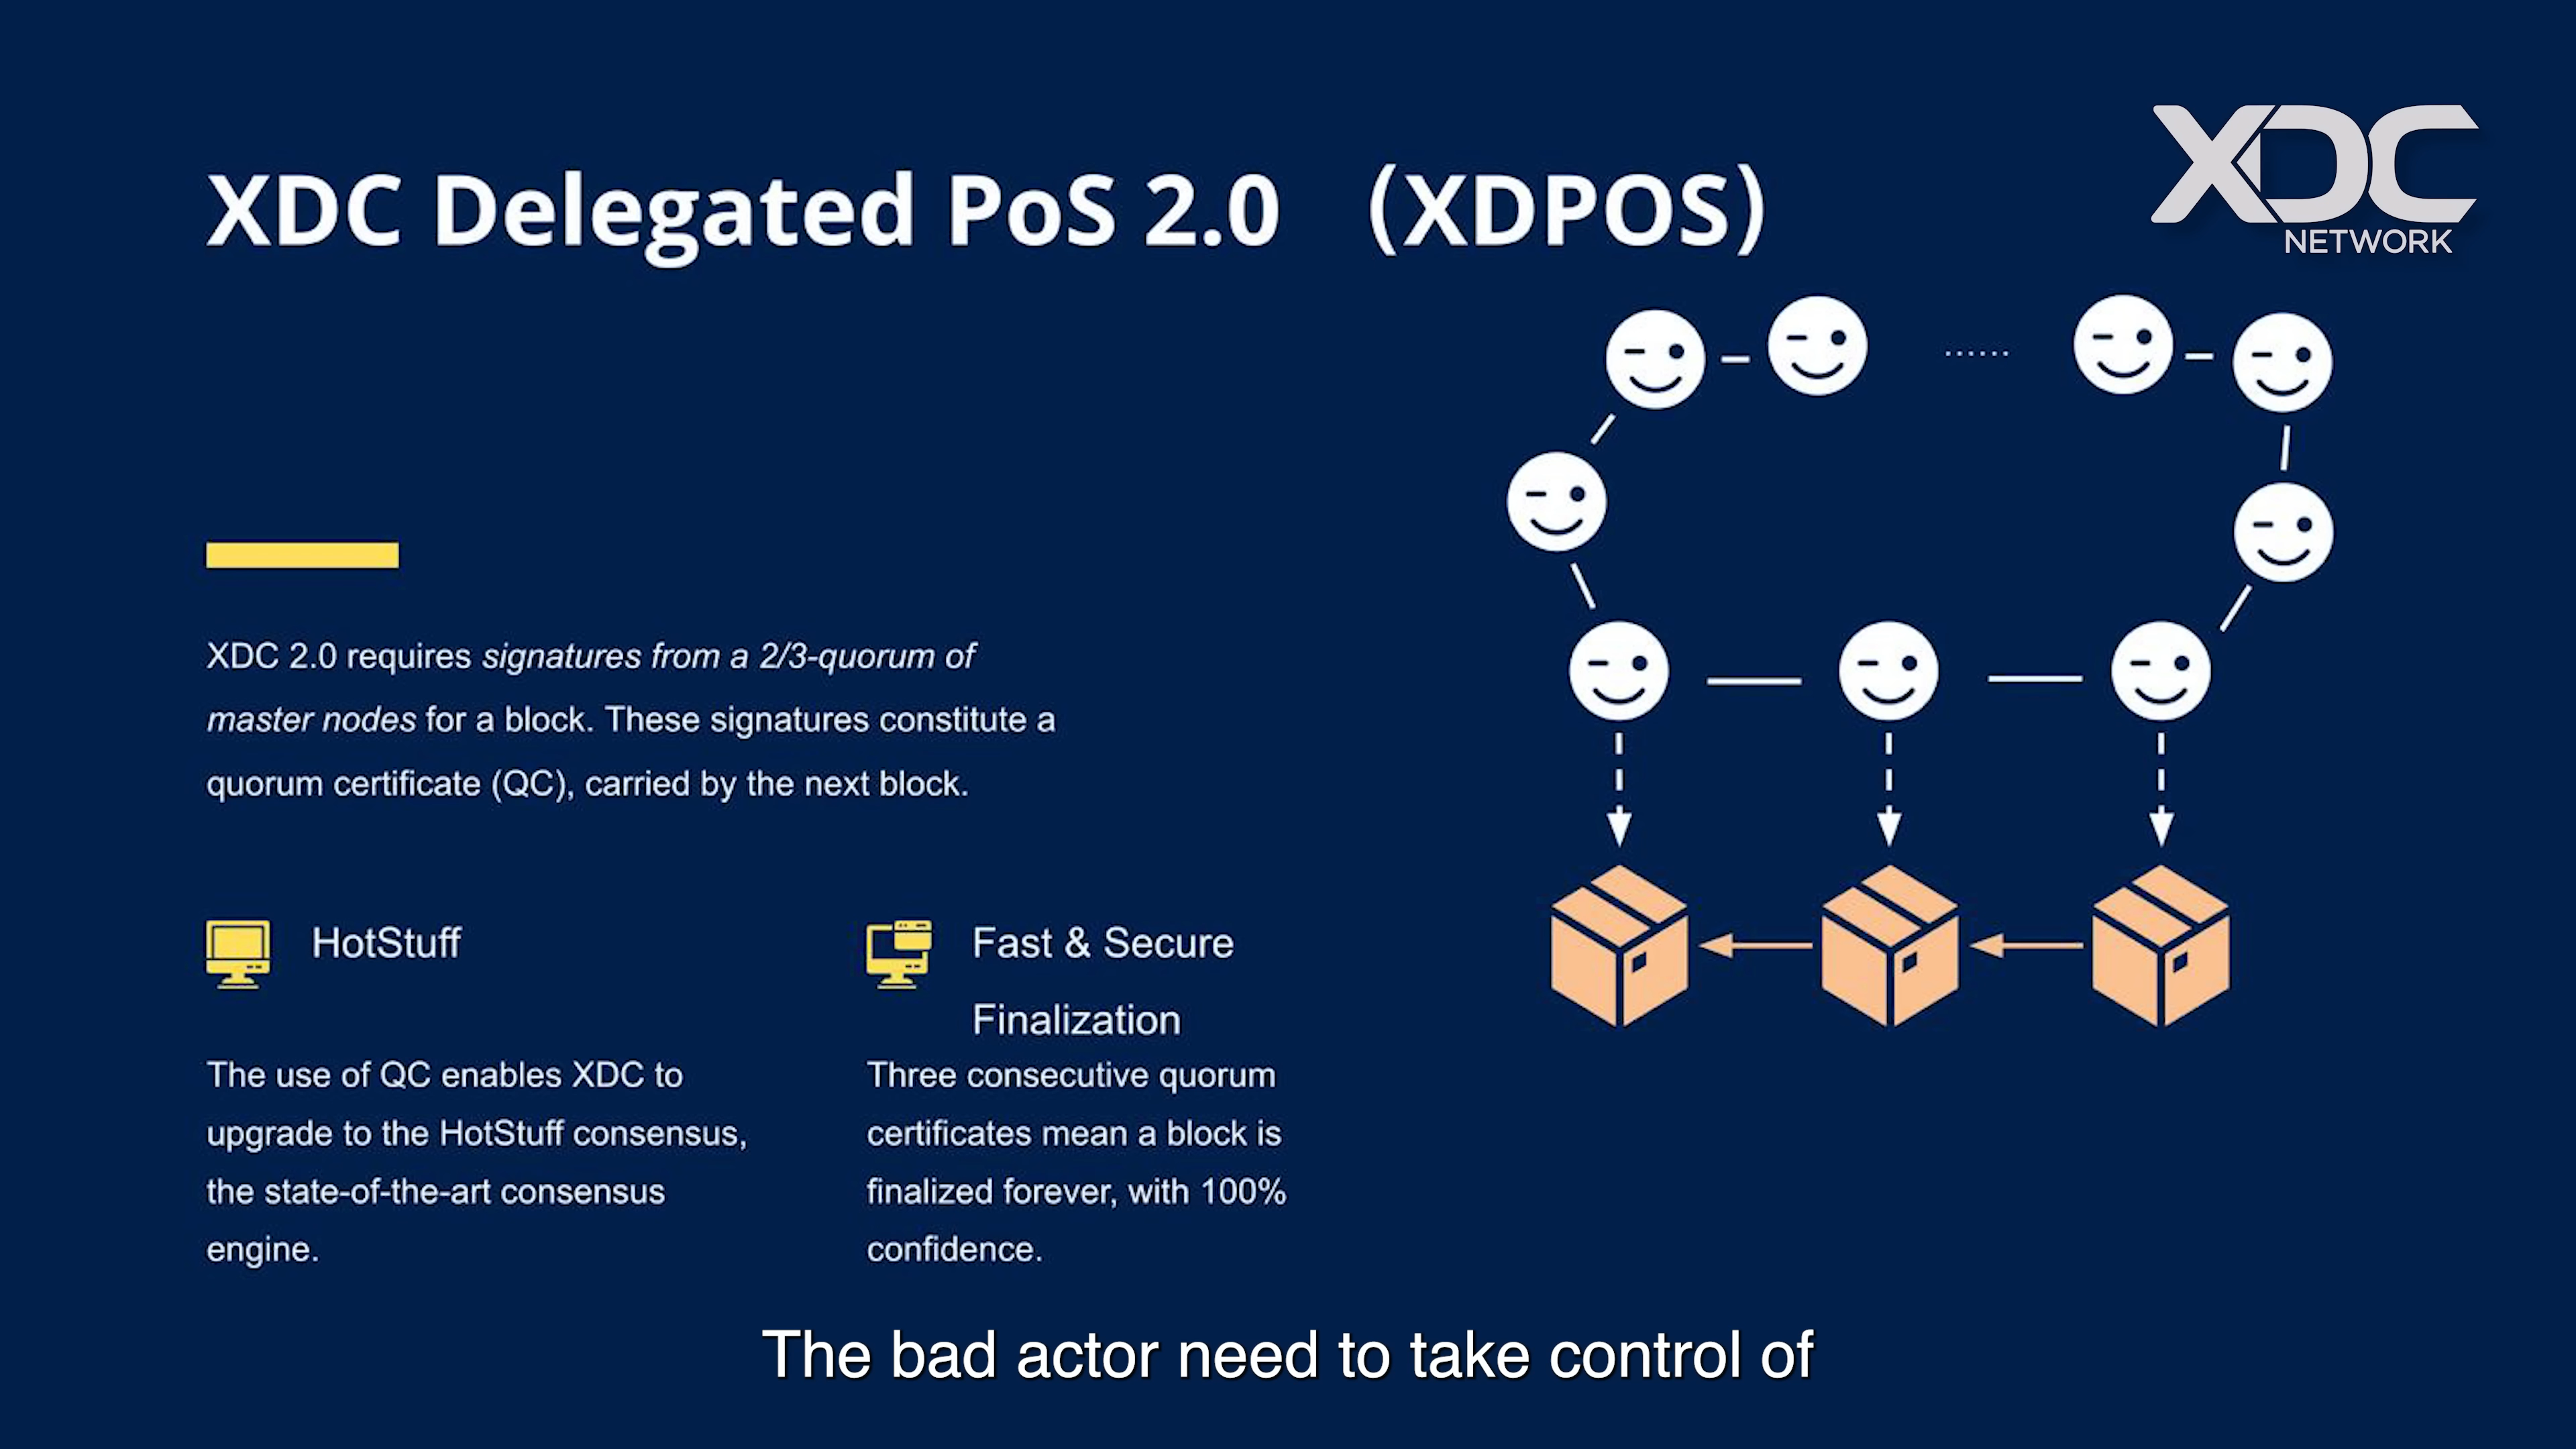 XDC
NETWORK
XDC Delegated PoS 2.0 (XDPOS)
......
XDC 2.0 requires signatures from a 2/3-quorum of
master nodes for a block. These signatures constitute a
quorum certificate (QC), carried by the next block.
HotStuff
The use of QC enables XDC to
upgrade to the HotStuff consensus,
the state-of-the-art consensus
engine.
Fast & Secure
Finalization
Three consecutive quorum
certificates mean a block is
finalized forever, with 100%
confidence.
The bad actor need to take control of